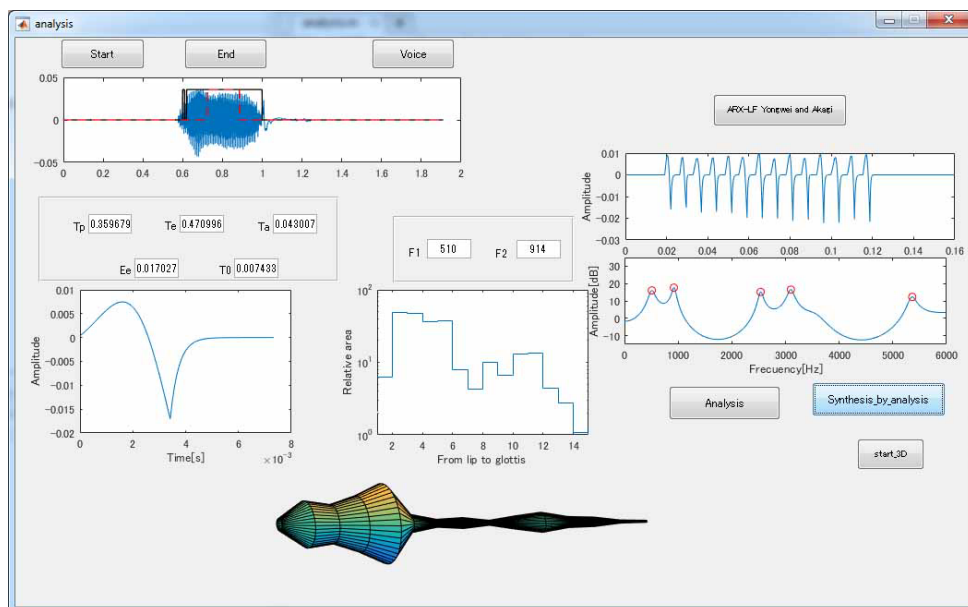 analysis
Start
End
Voice
0.05
0
-0.05
0 0.2 0.4 0.6 0.8 1 1.2 1.4 1.6 1.8 2
ARX-LF Yongwei and Akagi
Tp 0.359679 Te 0.470996 Ta 0.043007
Ee 0.017027 T0 0.007433
F1 510 F2 914
0.01
0
-0.01
-0.02
-0.03
Amplitude
0 0.02 0.04 0.06 0.08 0.1 0.12 0.14 0.16
30
20
10
0
-10
Amplitude[dB]
0 1000 2000 3000 4000 5000 6000
Frecuency[Hz]
0.01
0.005
0
-0.005
-0.01
-0.015
-0.02
Amplitude
0 2 4 6 8
Time[s]
×10⁻³
10²
10¹
10⁰
Relative area
2 4 6 8 10 12 14
From lip to glottis
Analysis
Synthesis_by_analysis
start_3D